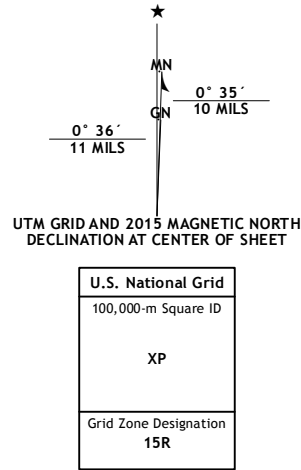 ★
MN
0° 35´
10 MILS
GN
0° 36´
11 MILS
UTM GRID AND 2015 MAGNETIC NORTH
DECLINATION AT CENTER OF SHEET
U.S. National Grid
100,000-m Square ID
XP
Grid Zone Designation
15R